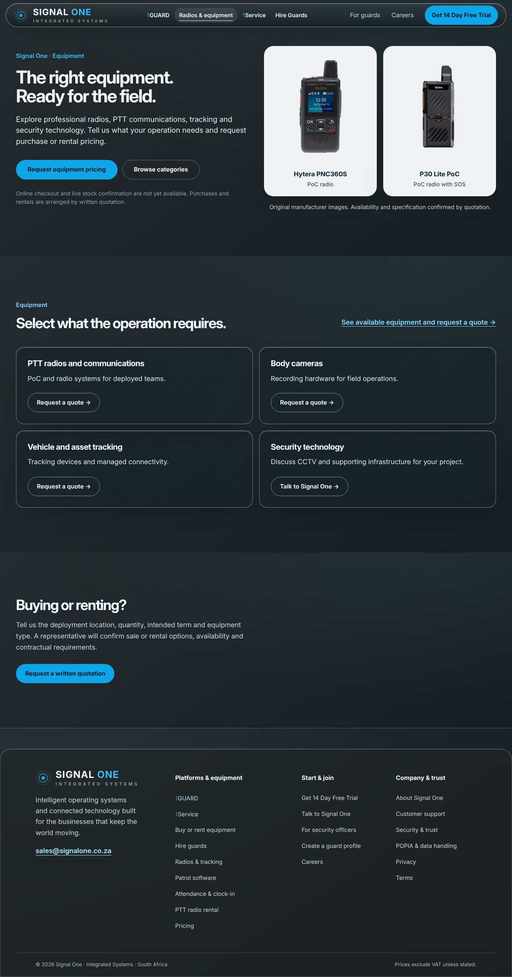 SIGNAL ONE
INTEGRATED SYSTEMS
GUARD
Radios & equipment
Service
Hire Guards
For guards
Careers
Get 14 Day Free Trial
Signal One · Equipment
The right equipment.
Ready for the field.
Explore professional radios, PTT communications, tracking and
security technology. Tell us what your operation needs and request
purchase or rental pricing.
Request equipment pricing
Browse categories
Online checkout and live stock confirmation are not yet available. Purchases and
rentals are arranged by written quotation.
Hytera PNC360S
PoC radio
P30 Lite PoC
PoC radio with SOS
Original manufacturer images. Availability and specification confirmed by quotation.
Equipment
Select what the operation requires.
See available equipment and request a quote →
PTT radios and communications
PoC and radio systems for deployed teams.
Request a quote →
Body cameras
Recording hardware for field operations.
Request a quote →
Vehicle and asset tracking
Tracking devices and managed connectivity.
Request a quote →
Security technology
Discuss CCTV and supporting infrastructure for your project.
Talk to Signal One →
Buying or renting?
Tell us the deployment location, quantity, intended term and equipment
type. A representative will confirm sale or rental options, availability and
contractual requirements.
Request a written quotation
SIGNAL ONE
INTEGRATED SYSTEMS
Intelligent operating systems
and connected technology built
for the businesses that keep the
world moving.
sales@signalone.co.za
Platforms & equipment
GUARD
Service
Buy or rent equipment
Hire guards
Radios & tracking
Patrol software
Attendance & clock-in
PTT radio rental
Pricing
Start & join
Get 14 Day Free Trial
Talk to Signal One
For security officers
Create a guard profile
Careers
Company & trust
About Signal One
Customer support
Security & trust
POPIA & data handling
Privacy
Terms
© 2026 Signal One · Integrated Systems · South Africa
Prices exclude VAT unless stated.